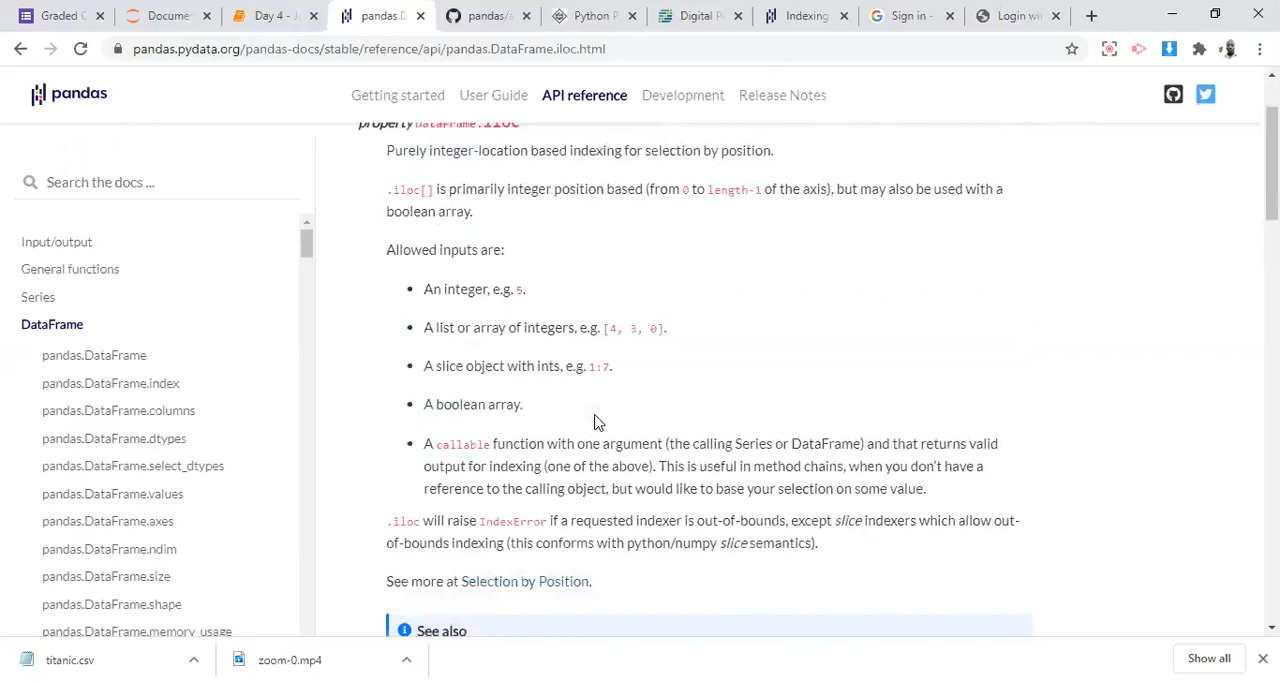 Graded C
Docume
Day 4 - Ju
pandas.D
pandas/a
Python P
Digital P
Indexing
Sign in -
Login wi
pandas.pydata.org/pandas-docs/stable/reference/api/pandas.DataFrame.iloc.html
pandas
Getting started
User Guide
API reference
Development
Release Notes
Search the docs ...
Input/output
General functions
Series
DataFrame
pandas.DataFrame
pandas.DataFrame.index
pandas.DataFrame.columns
pandas.DataFrame.dtypes
pandas.DataFrame.select_dtypes
pandas.DataFrame.values
pandas.DataFrame.axes
pandas.DataFrame.ndim
pandas.DataFrame.size
pandas.DataFrame.shape
pandas.DataFrame.memory_usage
property DataFrame.iloc
Purely integer-location based indexing for selection by position.
.iloc[] is primarily integer position based (from 0 to length-1 of the axis), but may also be used with a
boolean array.
Allowed inputs are:
• An integer, e.g. 5.
• A list or array of integers, e.g. [4, 3, 0].
• A slice object with ints, e.g. 1:7.
• A boolean array.
• A callable function with one argument (the calling Series or DataFrame) and that returns valid
output for indexing (one of the above). This is useful in method chains, when you don't have a
reference to the calling object, but would like to base your selection on some value.
.iloc will raise IndexError if a requested indexer is out-of-bounds, except slice indexers which allow out-
of-bounds indexing (this conforms with python/numpy slice semantics).
See more at Selection by Position.
See also
titanic.csv
zoom-0.mp4
Show all